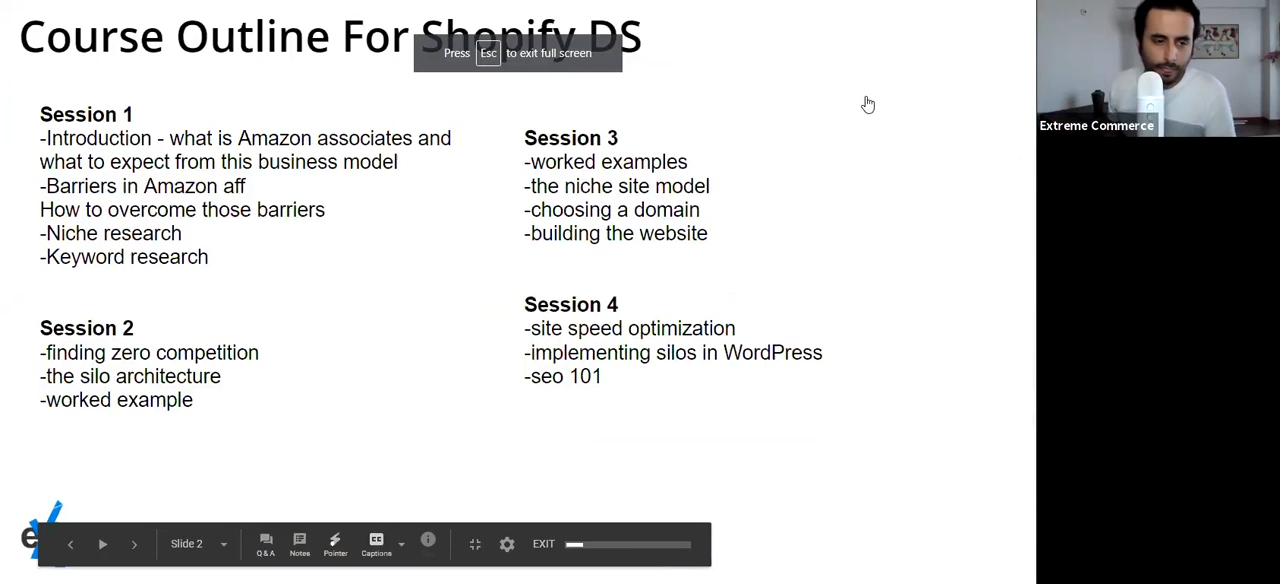 Course Outline For Shopify DS
Press Esc to exit full screen
Extreme Commerce
Session 1
-Introduction - what is Amazon associates and
what to expect from this business model
-Barriers in Amazon aff
How to overcome those barriers
-Niche research
-Keyword research
Session 2
-finding zero competition
-the silo architecture
-worked example
Session 3
-worked examples
-the niche site model
-choosing a domain
-building the website
Session 4
-site speed optimization
-implementing silos in WordPress
-seo 101
Slide 2
Q&A
Notes
Pointer
CC
Captions
EXIT